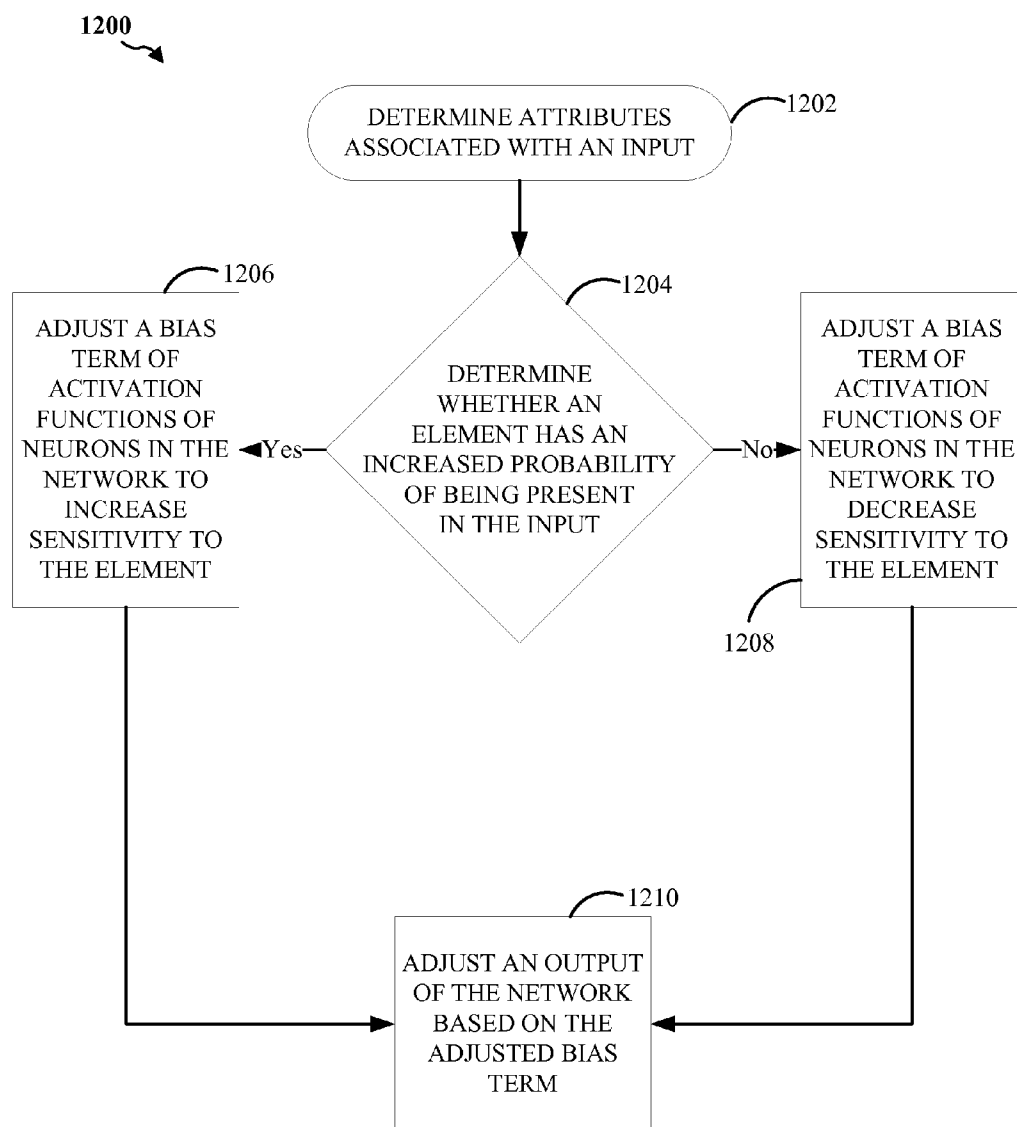 1200
DETERMINE ATTRIBUTES
ASSOCIATED WITH AN INPUT
1202
1204
DETERMINE
WHETHER AN
ELEMENT HAS AN
INCREASED PROBABILITY
OF BEING PRESENT
IN THE INPUT
Yes
1206
ADJUST A BIAS
TERM OF
ACTIVATION
FUNCTIONS OF
NEURONS IN THE
NETWORK TO
INCREASE
SENSITIVITY TO
THE ELEMENT
No
ADJUST A BIAS
TERM OF
ACTIVATION
FUNCTIONS OF
NEURONS IN THE
NETWORK TO
DECREASE
SENSITIVITY TO
THE ELEMENT
1208
1210
ADJUST AN OUTPUT
OF THE NETWORK
BASED ON THE
ADJUSTED BIAS
TERM